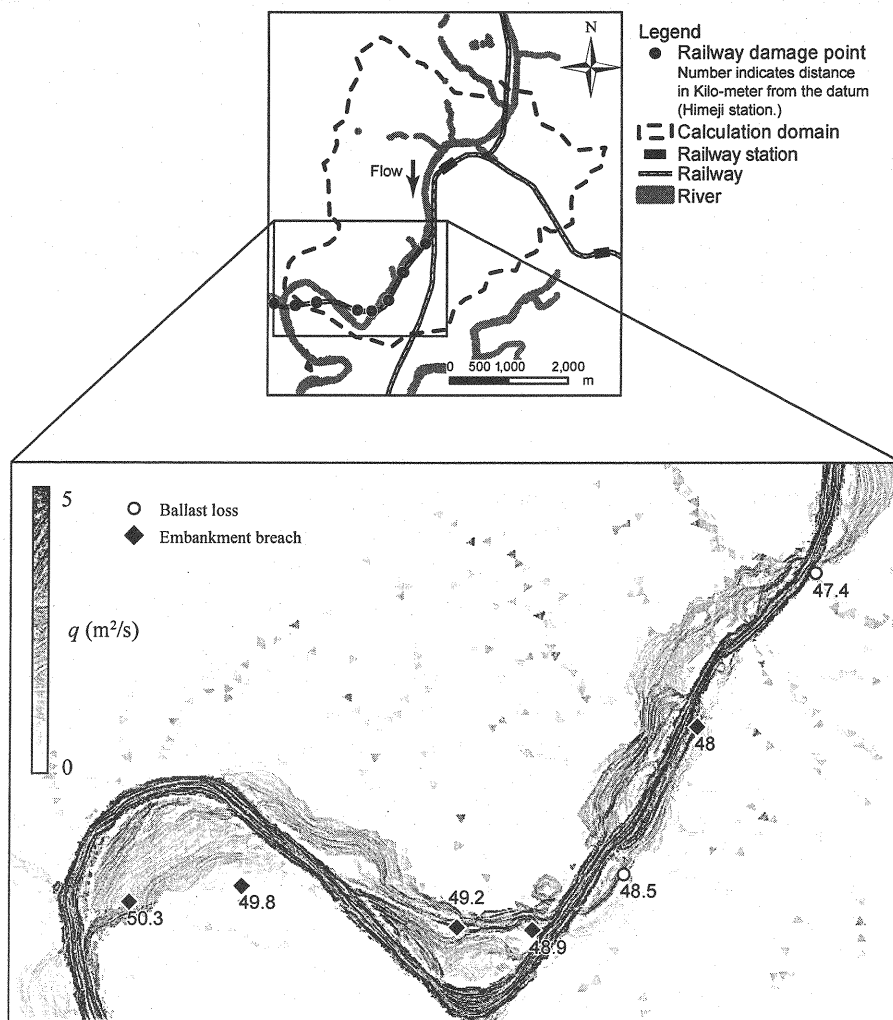 N
Legend
Railway damage point
Number indicates distance
in Kilo-meter from the datum
(Himeji station.)
Calculation domain
Railway station
Railway
River
Flow
0 500 1,000 2,000
m
5
q (m²/s)
0
Ballast loss
Embankment breach
47.4
48
48.5
49.2
48.9
49.8
50.3